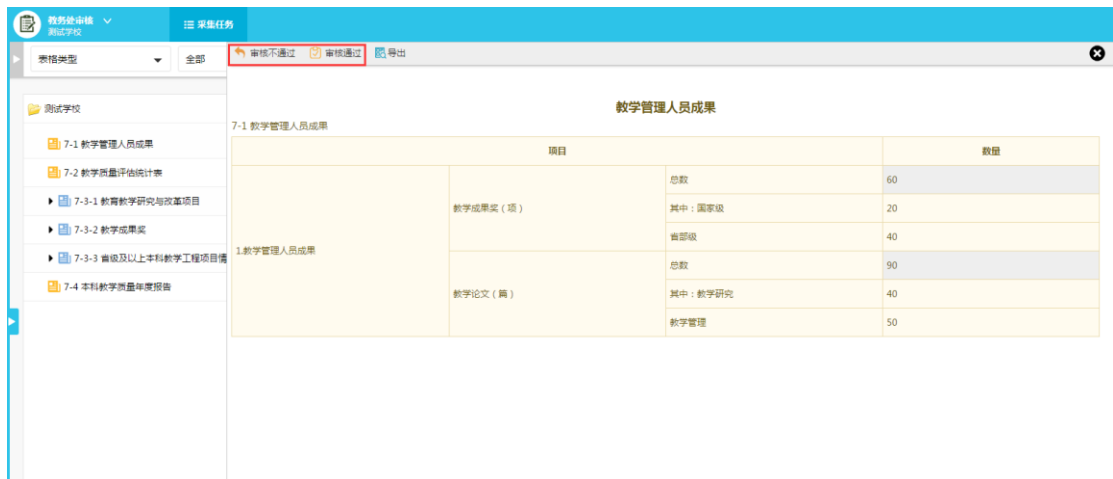 教务处审核
测试学校
采集任务
表格类型
全部
审核不通过 审核通过 导出
测试学校
7-1 教学管理人员成果
7-2 教学质量评估统计表
7-3-1 教育教学研究与改革项目
7-3-2 教学成果奖
7-3-3 省级及以上本科教学工程项目情
7-4 本科教学质量年度报告
教学管理人员成果
7-1 教学管理人员成果
项目 数量
1.教学管理人员成果
教学成果奖（项）
总数 60
其中：国家级 20
省部级 40
教学论文（篇）
总数 90
其中：教学研究 40
教学管理 50